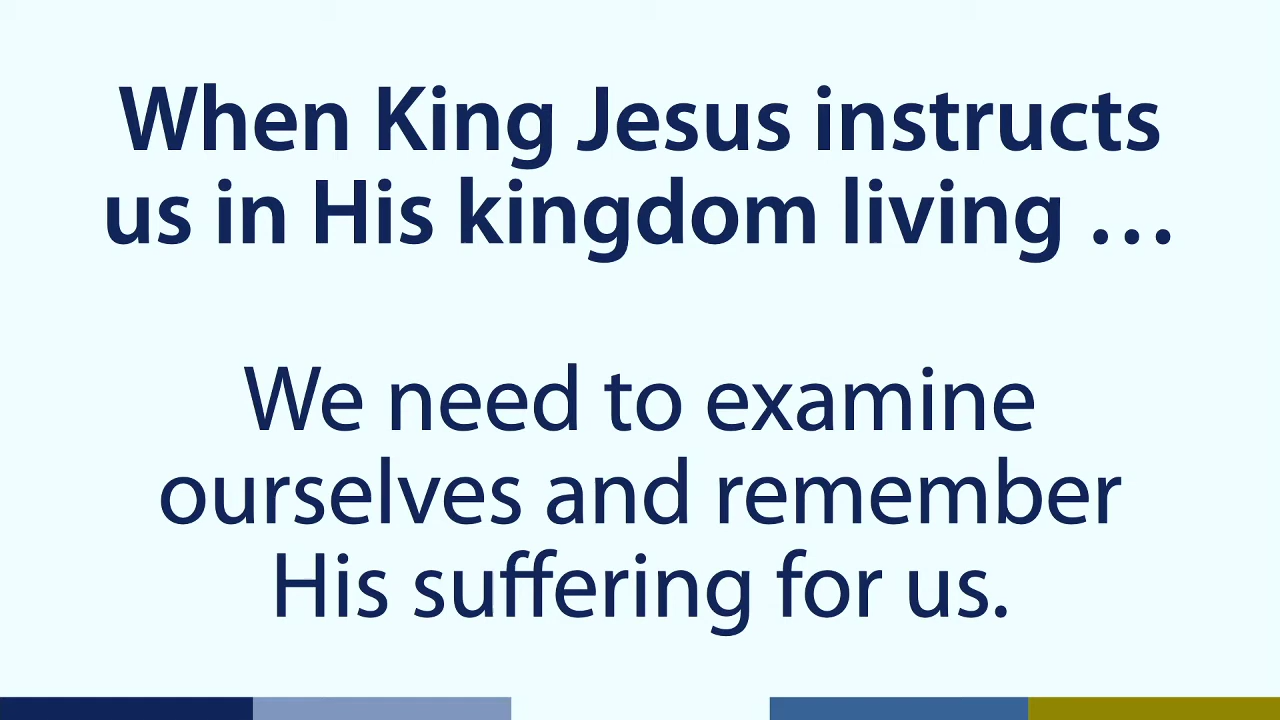 When King Jesus instructs
us in His kingdom living …
We need to examine
ourselves and remember
His suffering for us.